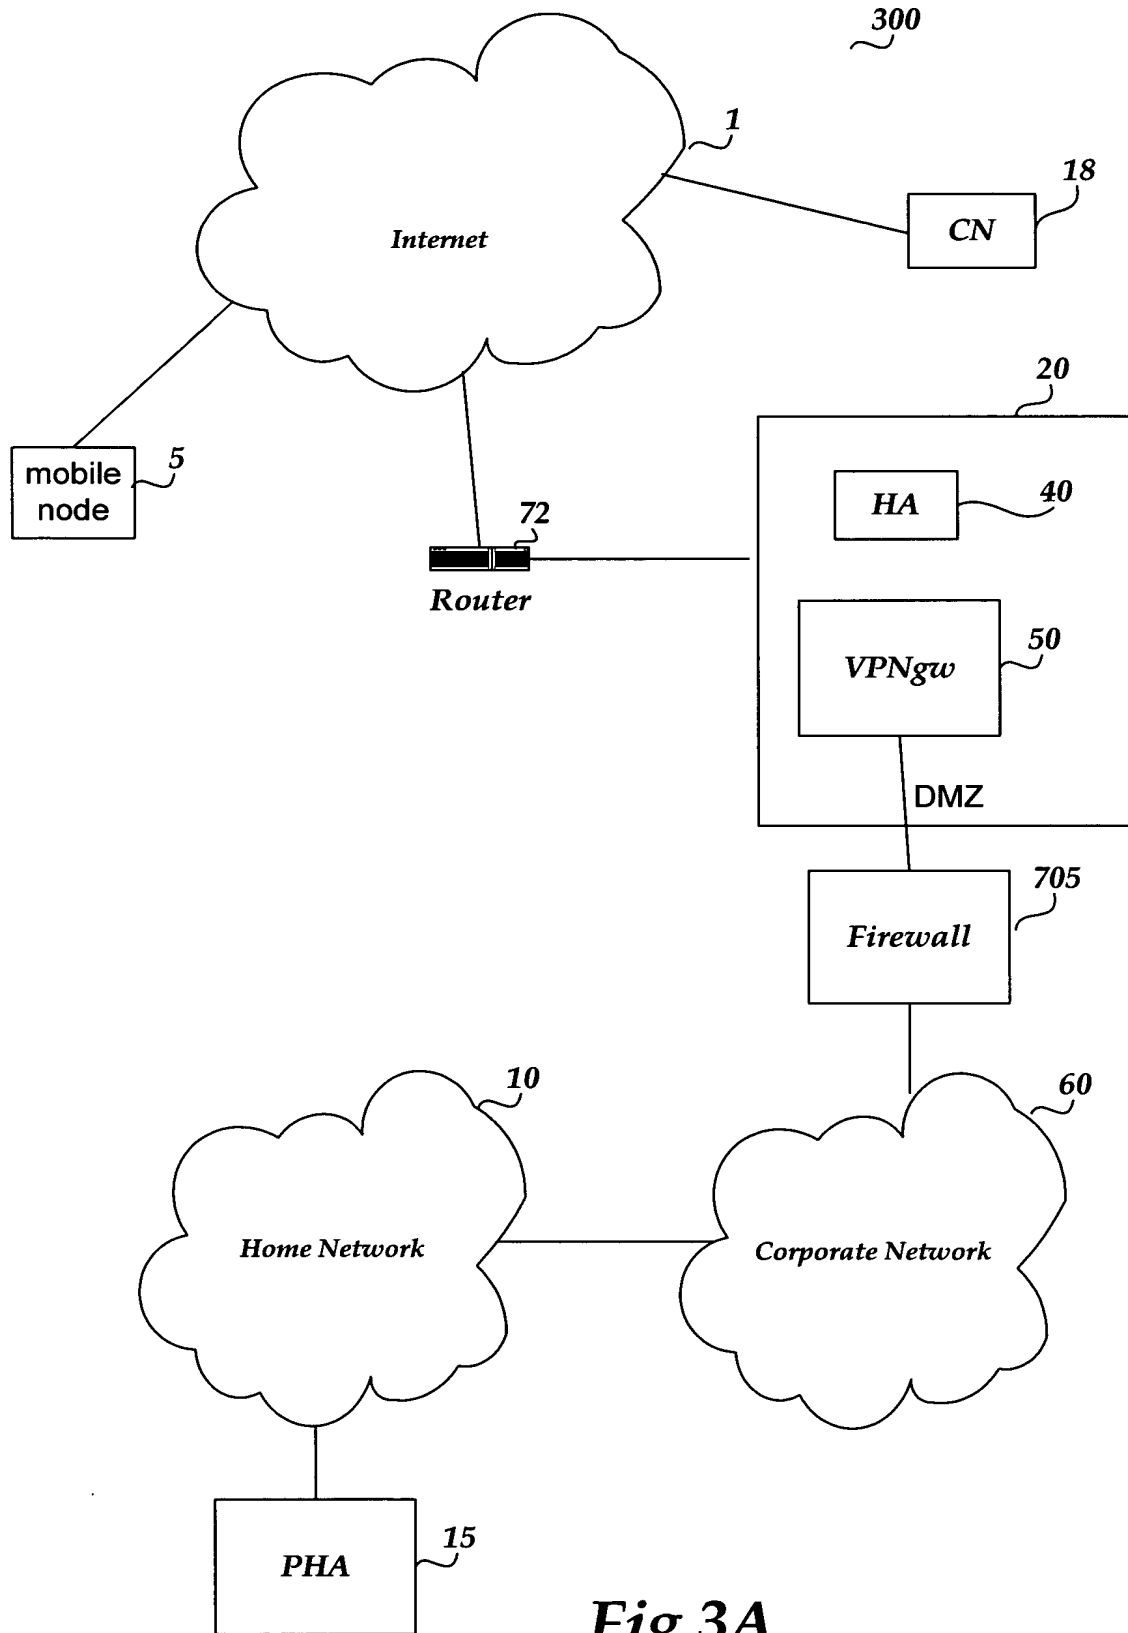 300
1
18
CN
Internet
20
5
mobile
node
HA
40
72
Router
50
VPNgw
DMZ
705
Firewall
10
60
Home Network
Corporate Network
15
PHA
Fig 3A